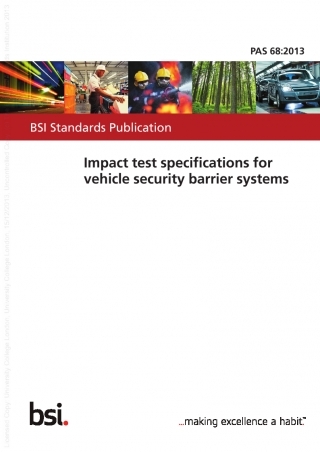 PAS 68:2013
BSI Standards Publication
Impact test specifications for
vehicle security barrier systems
bsi.
...making excellence a habit.™